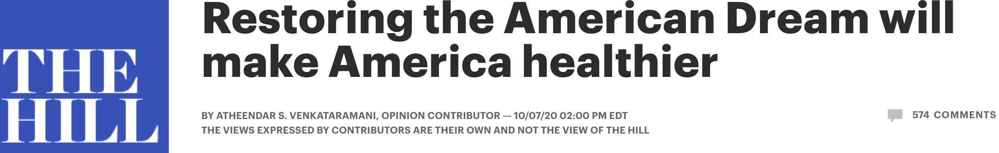 THE
HILL
Restoring the American Dream will
make America healthier
BY ATHEENDAR S. VENKATARAMANI, OPINION CONTRIBUTOR — 10/07/20 02:00 PM EDT
574 COMMENTS
THE VIEWS EXPRESSED BY CONTRIBUTORS ARE THEIR OWN AND NOT THE VIEW OF THE HILL